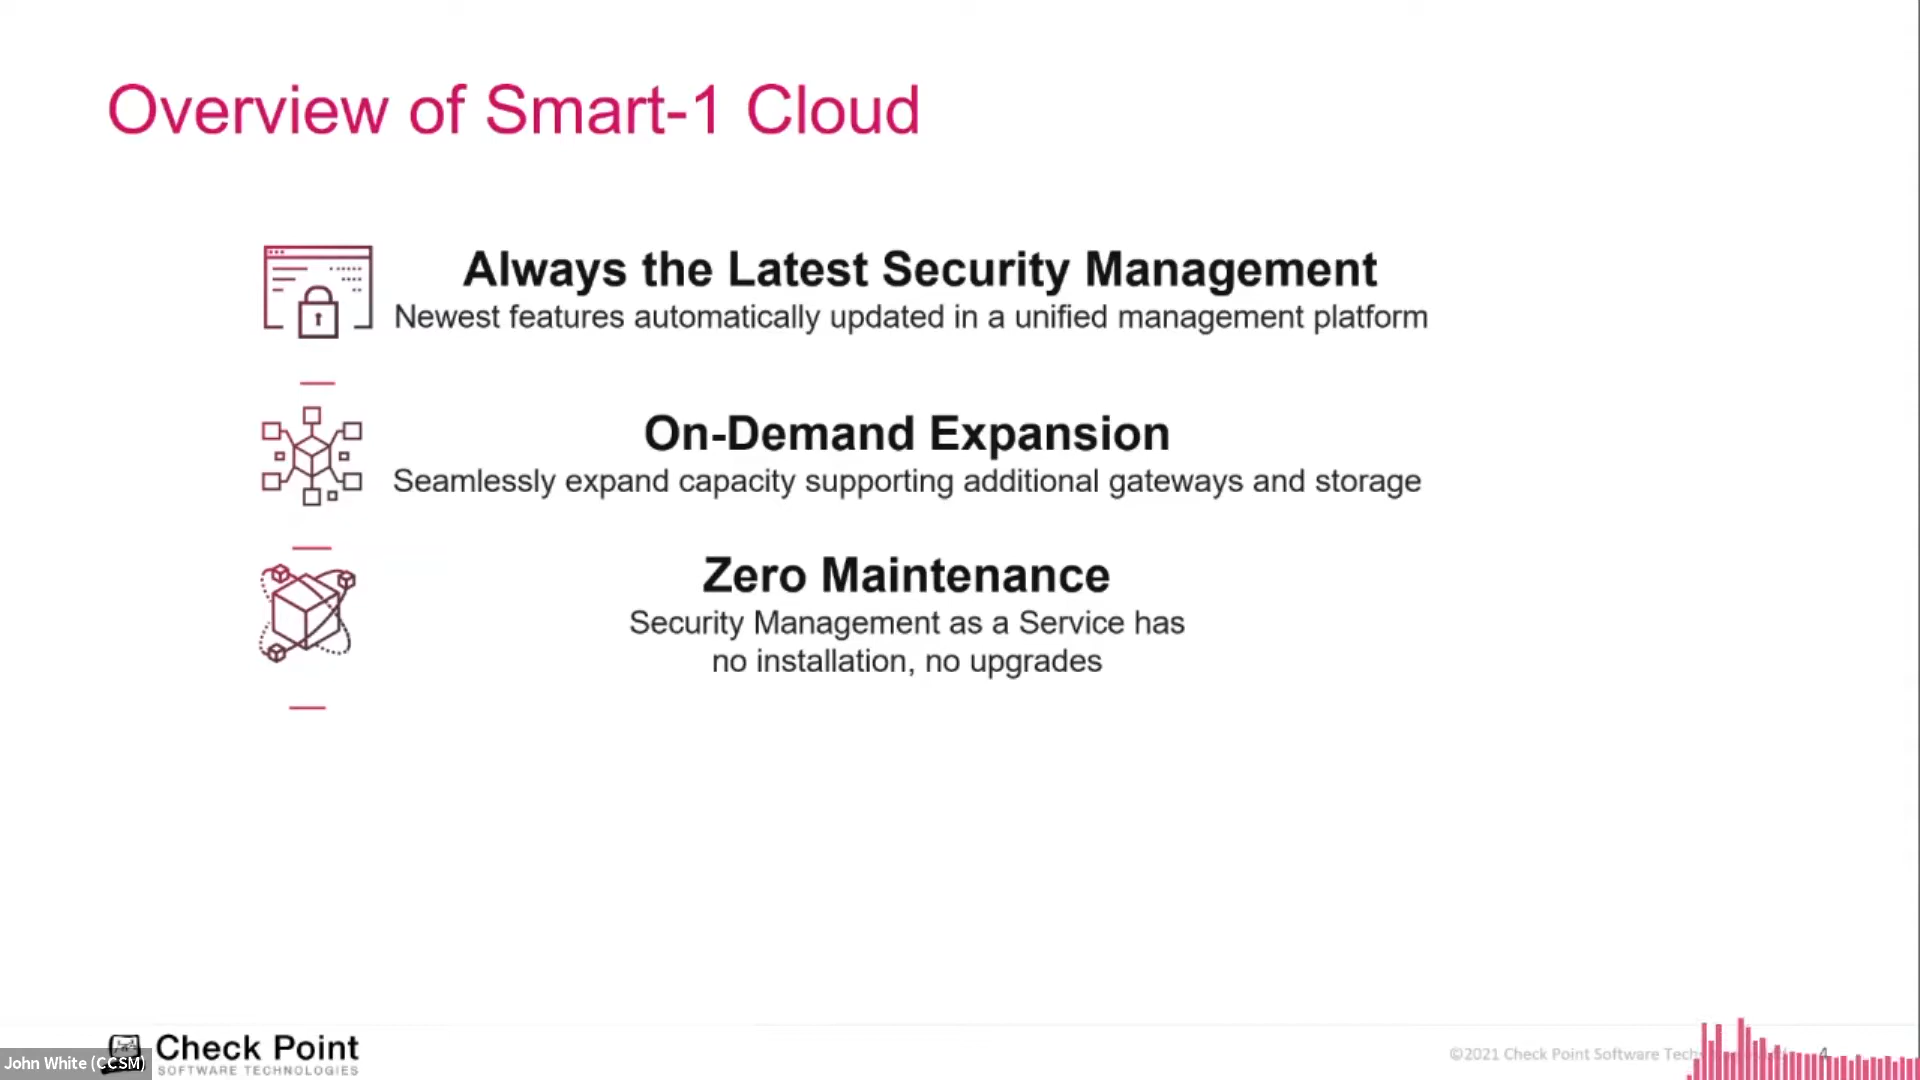 Overview of Smart-1 Cloud
Always the Latest Security Management
Newest features automatically updated in a unified management platform
On-Demand Expansion
Seamlessly expand capacity supporting additional gateways and storage
Zero Maintenance
Security Management as a Service has
no installation, no upgrades
Check Point
SOFTWARE TECHNOLOGIES
John White (CCSM)
©2021 Check Point Software
4